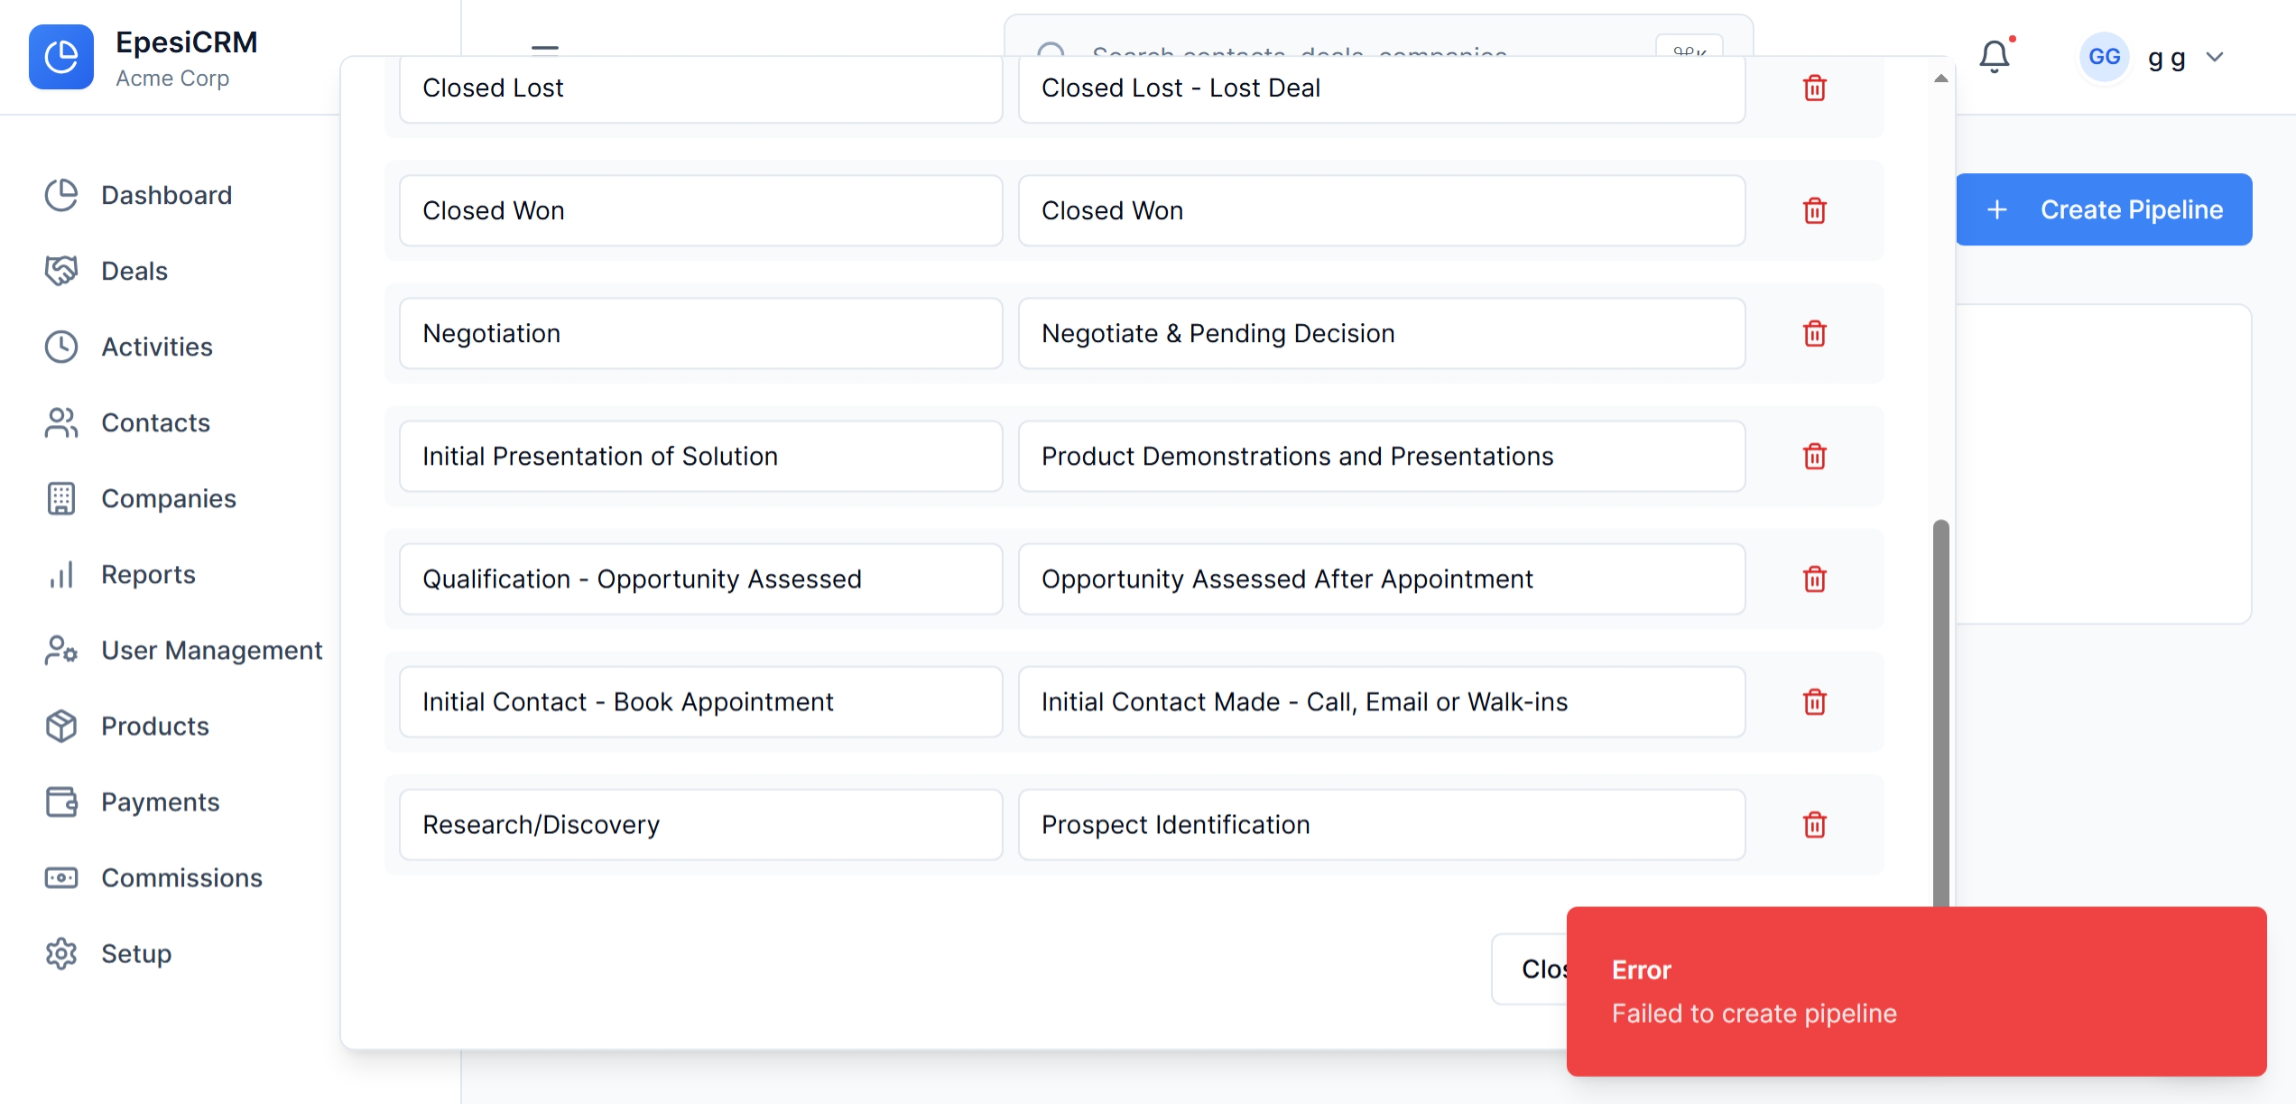 EpesiCRM
Acme Corp
Search contacts, deals, companies
⌘K
GG
g g
Dashboard
Deals
Activities
Contacts
Companies
Reports
User Management
Products
Payments
Commissions
Setup
Create Pipeline
Closed Lost
Closed Lost - Lost Deal
Closed Won
Closed Won
Negotiation
Negotiate & Pending Decision
Initial Presentation of Solution
Product Demonstrations and Presentations
Qualification - Opportunity Assessed
Opportunity Assessed After Appointment
Initial Contact - Book Appointment
Initial Contact Made - Call, Email or Walk-ins
Research/Discovery
Prospect Identification
Clos
Error
Failed to create pipeline